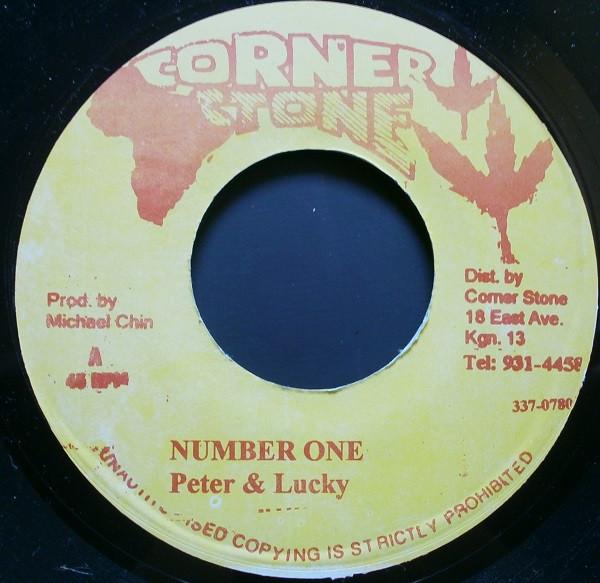 CORNER
STONE
Prod. by
Michael Chin
A
45 RPM
Dist. by
Corner Stone
18 East Ave.
Kgn. 13
Tel: 931-4458
337-0780
NUMBER ONE
Peter & Lucky
UNAUTHORISED COPYING IS STRICTLY PROHIBITED